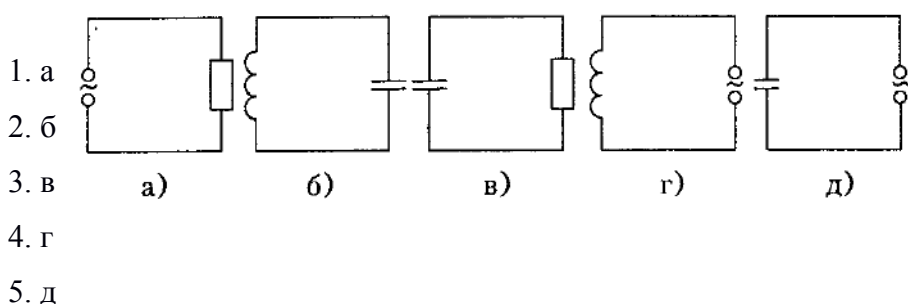 1. а
2. б
3. в
4. г
5. д
а) б) в) г) д)